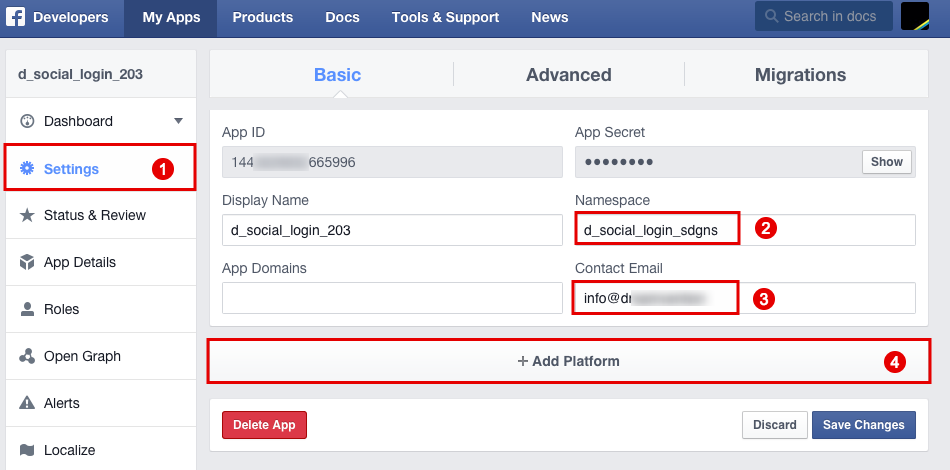 f Developers My Apps Products Docs Tools & Support News Search in docs
d_social_login_203
Dashboard
Settings 1
Status & Review
App Details
Roles
Open Graph
Alerts
Localize
Basic Advanced Migrations
App ID App Secret
144 665996 •••••••• Show
Display Name Namespace
d_social_login_203 d_social_login_sdgns 2
App Domains Contact Email
info@dr 3
+ Add Platform 4
Delete App Discard Save Changes